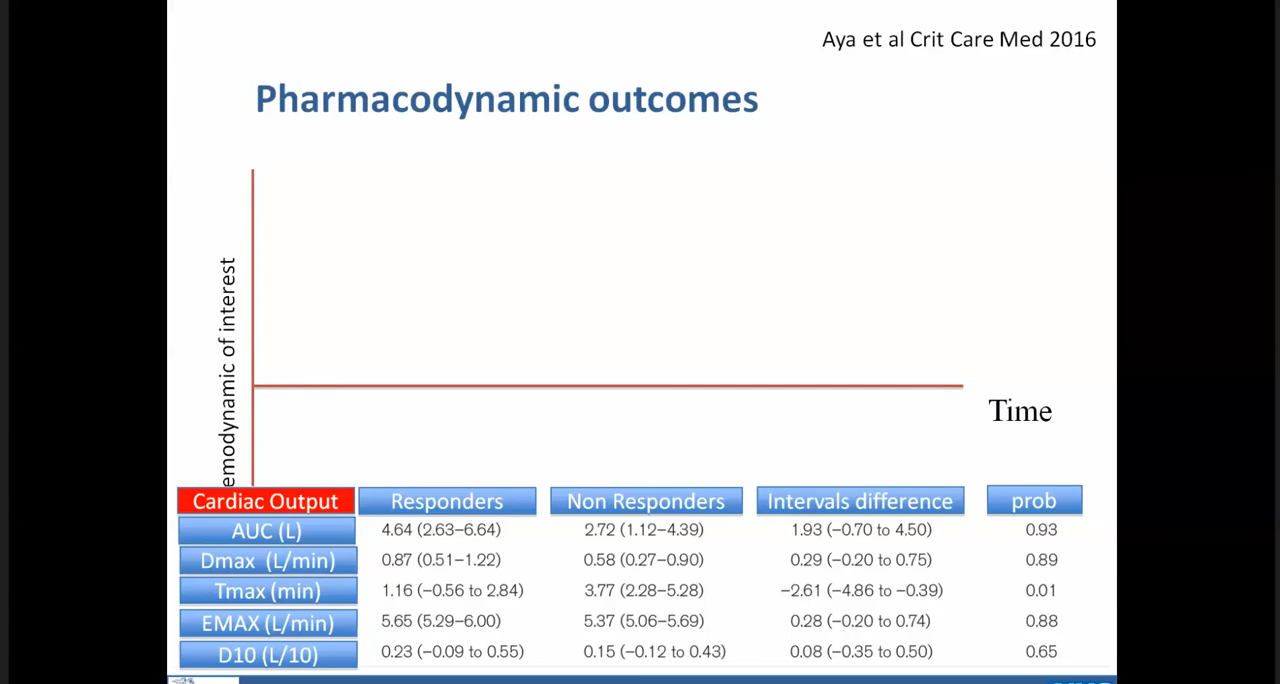 Aya et al Crit Care Med 2016
Pharmacodynamic outcomes
emodynamic of interest
Time
Cardiac Output Responders Non Responders Intervals difference prob
AUC (L) 4.64 (2.63–6.64) 2.72 (1.12–4.39) 1.93 (−0.70 to 4.50) 0.93
Dmax (L/min) 0.87 (0.51–1.22) 0.58 (0.27–0.90) 0.29 (−0.20 to 0.75) 0.89
Tmax (min) 1.16 (−0.56 to 2.84) 3.77 (2.28–5.28) −2.61 (−4.86 to −0.39) 0.01
EMAX (L/min) 5.65 (5.29–6.00) 5.37 (5.06–5.69) 0.28 (−0.20 to 0.74) 0.88
D10 (L/10) 0.23 (−0.09 to 0.55) 0.15 (−0.12 to 0.43) 0.08 (−0.35 to 0.50) 0.65